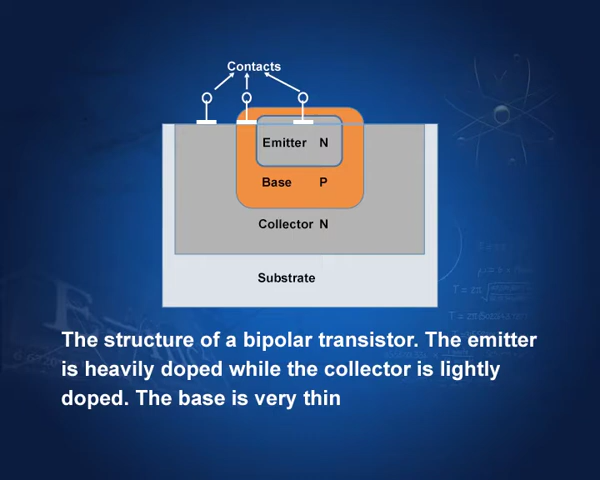 Contacts
Emitter N
Base P
Collector N
Substrate
The structure of a bipolar transistor. The emitter
is heavily doped while the collector is lightly
doped. The base is very thin